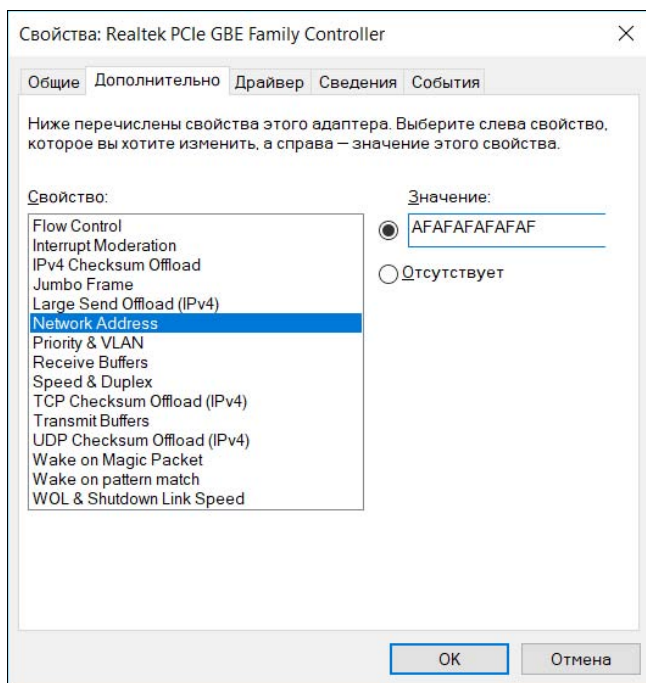 Свойства: Realtek PCIe GBE Family Controller
Общие Дополнительно Драйвер Сведения События
Ниже перечислены свойства этого адаптера. Выберите слева свойство,
которое вы хотите изменить, а справа — значение этого свойства.
Свойство:
Flow Control
Interrupt Moderation
IPv4 Checksum Offload
Jumbo Frame
Large Send Offload (IPv4)
Network Address
Priority & VLAN
Receive Buffers
Speed & Duplex
TCP Checksum Offload (IPv4)
Transmit Buffers
UDP Checksum Offload (IPv4)
Wake on Magic Packet
Wake on pattern match
WOL & Shutdown Link Speed
Значение:
AFAFAFAFAFAF
Отсутствует
OK Отмена